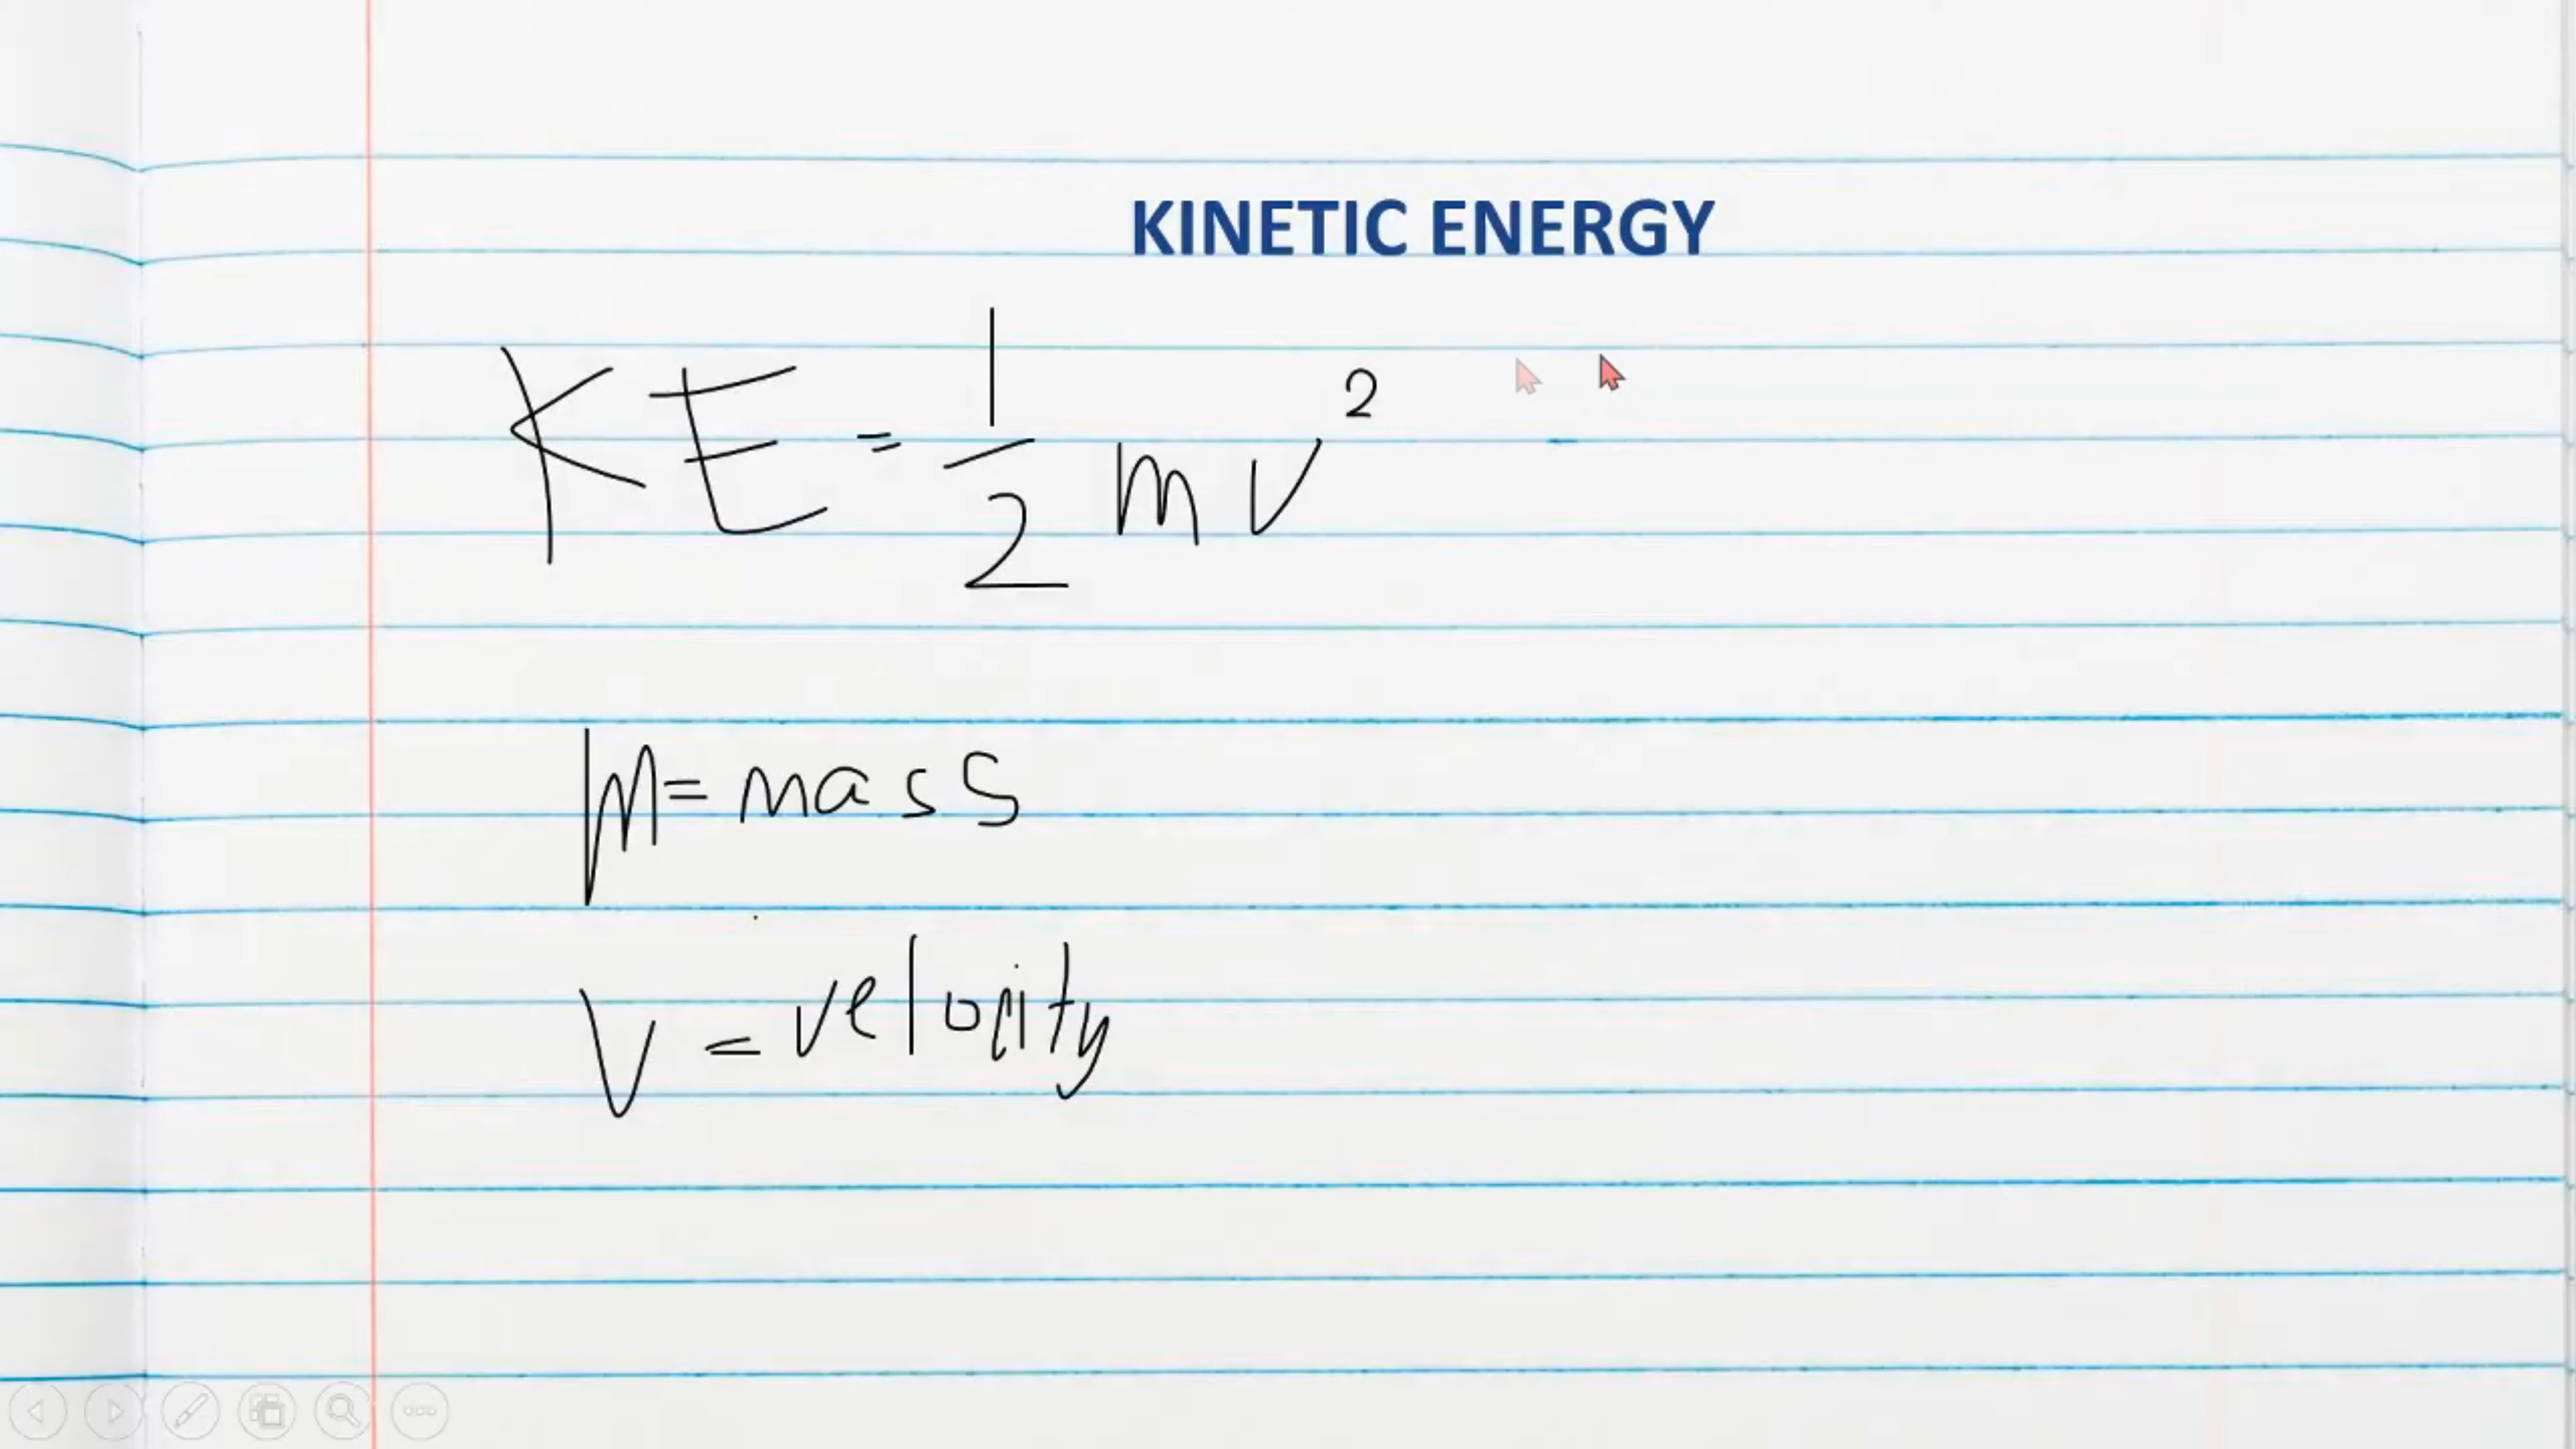 KINETIC ENERGY
KE = 1/2 mv²
M = mass
V = velocity